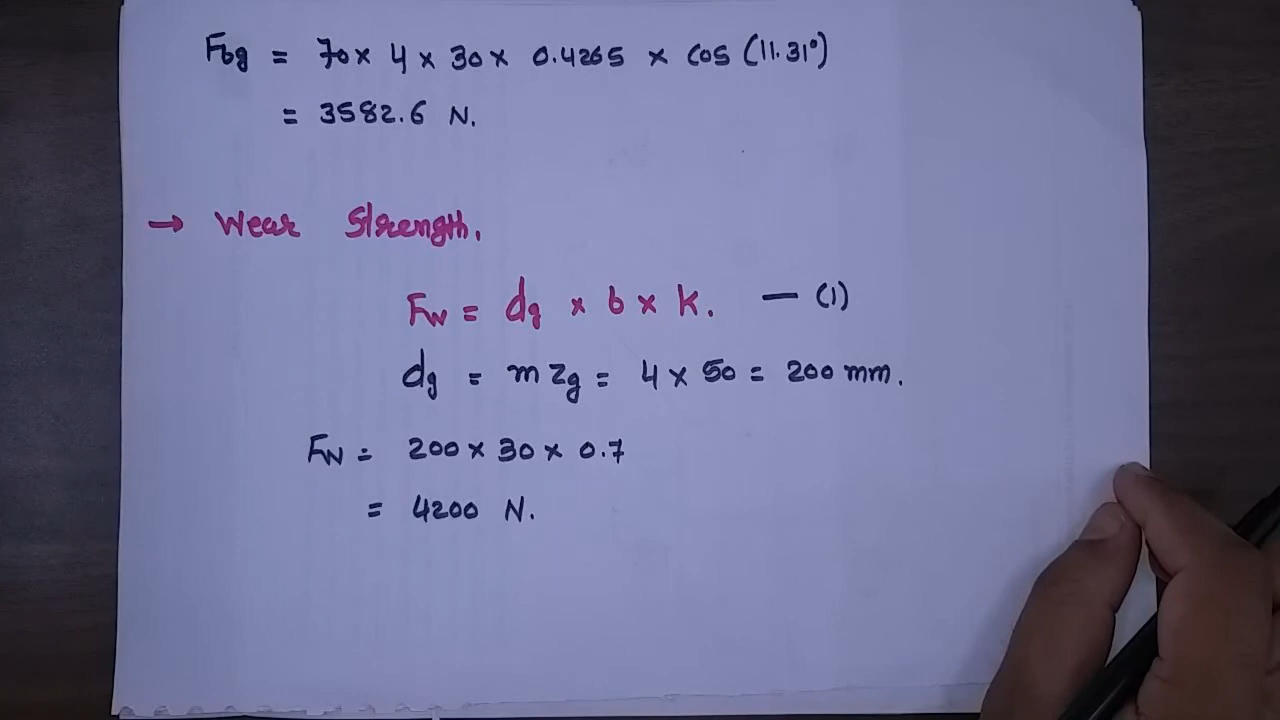 Fbg = 70 x 4 x 30 x 0.4265 x cos (11.31°)
= 3582.6 N.
→ Wear Strength.
Fw = dg x b x k. — (1)
dg = m zg = 4 x 50 = 200 mm.
Fw = 200 x 30 x 0.7
= 4200 N.